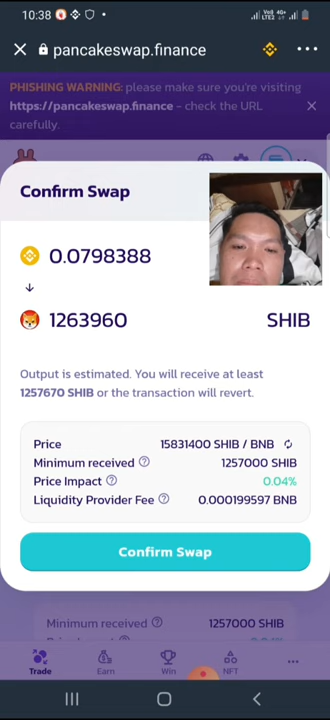 10:38
Vo) 4G+
LTE2
pancakeswap.finance
PHISHING WARNING: please make sure you're visiting
https://pancakeswap.finance - check the URL
carefully.
Confirm Swap
0.0798388
1263960 SHIB
Output is estimated. You will receive at least
1257670 SHIB or the transaction will revert.
Price 15831400 SHIB / BNB
Minimum received 1257000 SHIB
Price Impact 0.04%
Liquidity Provider Fee 0.000199597 BNB
Confirm Swap
Minimum received 1257000 SHIB
Trade Earn Win NFT